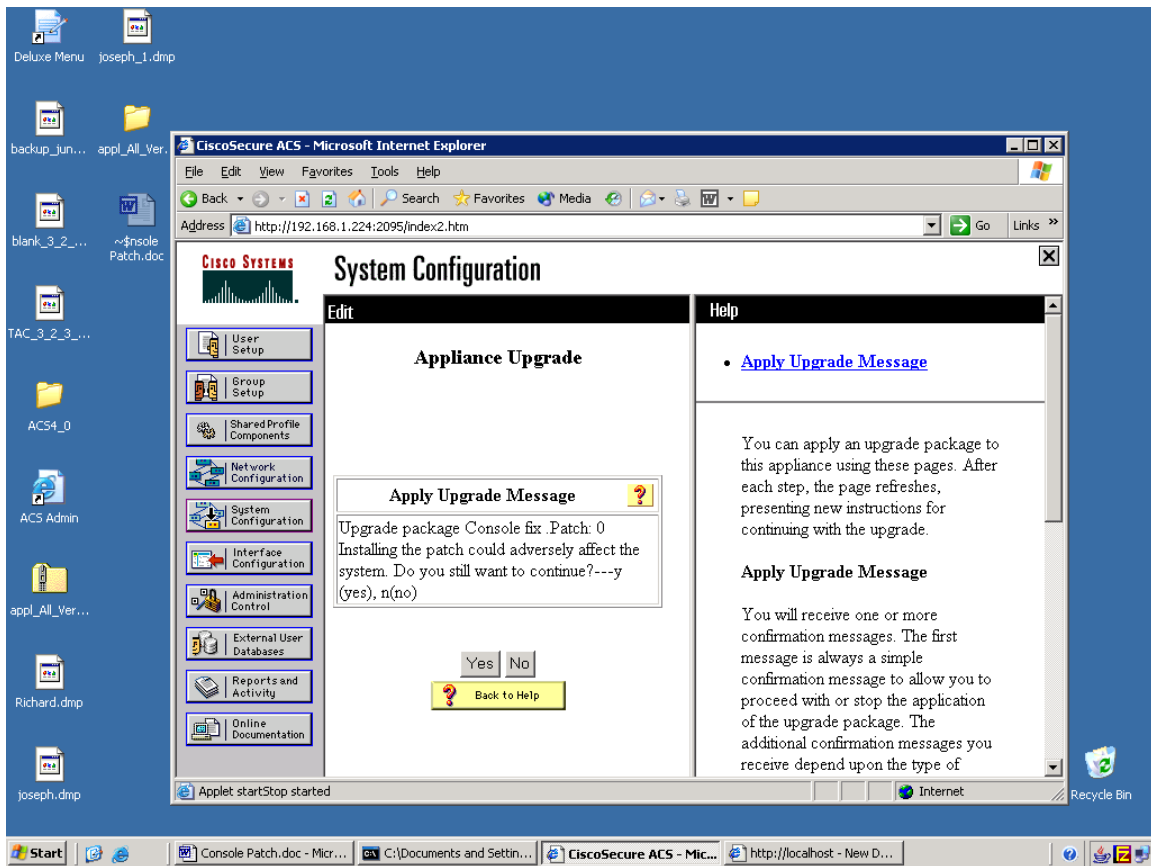 Deluxe Menu
joseph_1.dmp
backup_jun...
appl_All_Ver.
blank_3_2_...
~$nsole
Patch.doc
TAC_3_2_3_...
ACS4_0
ACS Admin
appl_All_Ver...
Richard.dmp
joseph.dmp
CiscoSecure ACS - Microsoft Internet Explorer
File Edit View Favorites Tools Help
Back Search Favorites Media
Address http://192.168.1.224:2095/index2.htm Go Links »
CISCO SYSTEMS
System Configuration
User
Setup
Group
Setup
Shared Profile
Components
Network
Configuration
System
Configuration
Interface
Configuration
Administration
Control
External User
Databases
Reports and
Activity
Online
Documentation
Edit
Appliance Upgrade
Apply Upgrade Message ?
Upgrade package Console fix .Patch: 0
Installing the patch could adversely affect the
system. Do you still want to continue?---y
(yes), n(no)
Yes No
? Back to Help
Help
• Apply Upgrade Message
You can apply an upgrade package to
this appliance using these pages. After
each step, the page refreshes,
presenting new instructions for
continuing with the upgrade.
Apply Upgrade Message
You will receive one or more
confirmation messages. The first
message is always a simple
confirmation message to allow you to
proceed with or stop the application
of the upgrade package. The
additional confirmation messages you
receive depend upon the type of
Applet startStop started
Internet
Recycle Bin
Start
Console Patch.doc - Micr...
C:\Documents and Settin...
CiscoSecure ACS - Mic...
http://localhost - New D...